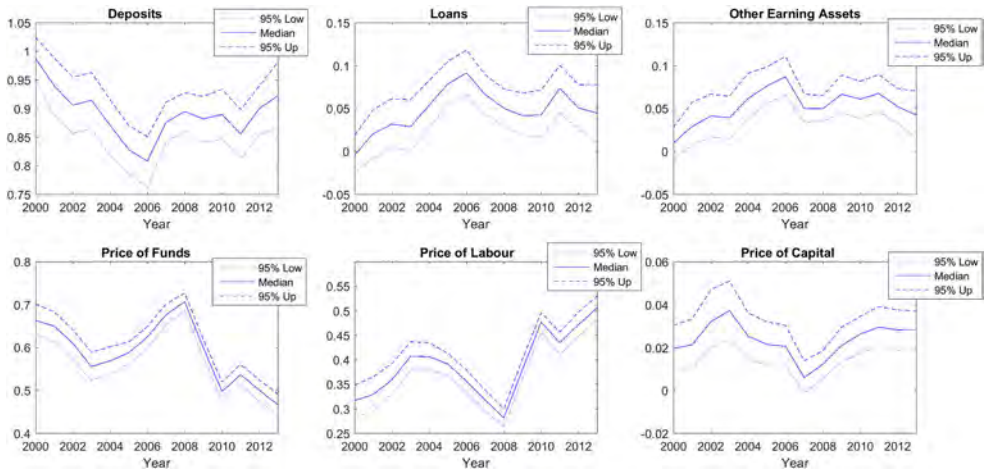 Deposits
1.05
1
0.95
0.9
0.85
0.8
0.75
2000 2002 2004 2006 2008 2010 2012
Year
95% Low
Median
95% Up
Loans
0.15
0.1
0.05
0
-0.05
2000 2002 2004 2006 2008 2010 2012
Year
95% Low
Median
95% Up
Other Earning Assets
0.15
0.1
0.05
0
-0.05
2000 2002 2004 2006 2008 2010 2012
Year
95% Low
Median
95% Up
Price of Funds
0.8
0.7
0.6
0.5
0.4
2000 2002 2004 2006 2008 2010 2012
Year
95% Low
Median
95% Up
Price of Labour
0.55
0.5
0.45
0.4
0.35
0.3
0.25
2000 2002 2004 2006 2008 2010 2012
Year
95% Low
Median
95% Up
Price of Capital
0.06
0.04
0.02
0
-0.02
2000 2002 2004 2006 2008 2010 2012
Year
95% Low
Median
95% Up